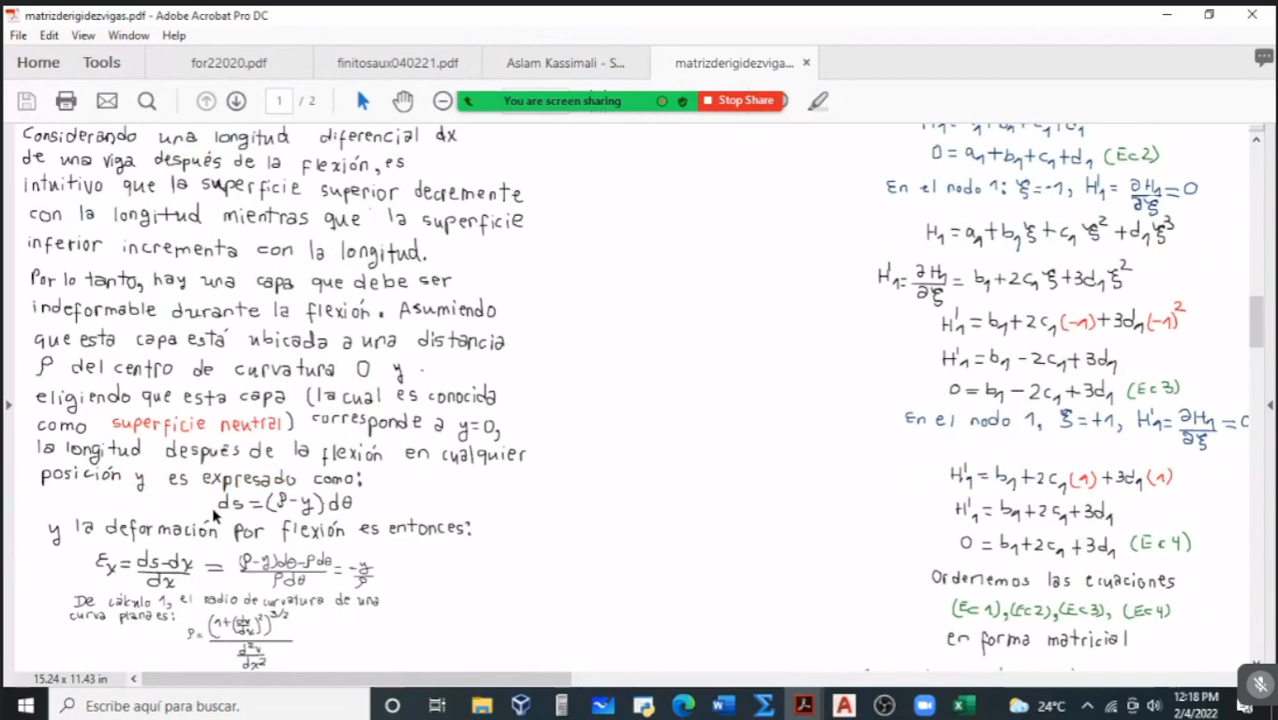 matrizderigidezvigas.pdf - Adobe Acrobat Pro DC
File Edit View Window Help
Home Tools for22020.pdf finitosaux040221.pdf Aslam Kassimali - S... matrizderigidezviga... ×
1 / 2
You are screen sharing Stop Share
Considerando una longitud diferencial dx
de una viga después de la flexión, es
intuitivo que la superficie superior decremente
con la longitud mientras que la superficie
inferior incrementa con la longitud.
Por lo tanto, hay una capa que debe ser
indeformable durante la flexión. Asumiendo
que esta capa está ubicada a una distancia
ρ del centro de curvatura O y
eligiendo que esta capa (la cual es conocida
como superficie neutral) corresponde a y=0,
la longitud después de la flexión en cualquier
posición y es expresado como:
ds=(ρ-y)dθ
y la deformación por flexión es entonces:
εx = (ds-dx)/dx = ((ρ-y)dθ-ρdθ)/(ρdθ) = -y/ρ
De cálculo 1, el radio de curvatura de una
curva plana es:
0 = a1+b1+c1+d1 (Ec2)
En el nodo 1: ξ=-1, H'1 = ∂H1/∂ξ = 0
H1 = a1+b1ξ+c1ξ²+d1ξ³
H'1 = ∂H1/∂ξ = b1+2c1ξ+3d1ξ²
H'1 = b1+2c1(-1)+3d1(-1)²
H'1 = b1-2c1+3d1
0 = b1-2c1+3d1 (Ec3)
En el nodo 1, ξ=+1, H'1 = ∂H1/∂ξ = 0
H'1 = b1+2c1(1)+3d1(1)
H'1 = b1+2c1+3d1
0 = b1+2c1+3d1 (Ec4)
Ordenemos las ecuaciones
(Ec1),(Ec2),(Ec3), (Ec4)
en forma matricial
15.24 x 11.43 in
Escribe aquí para buscar.
24°C
12:18 PM
2/4/2022